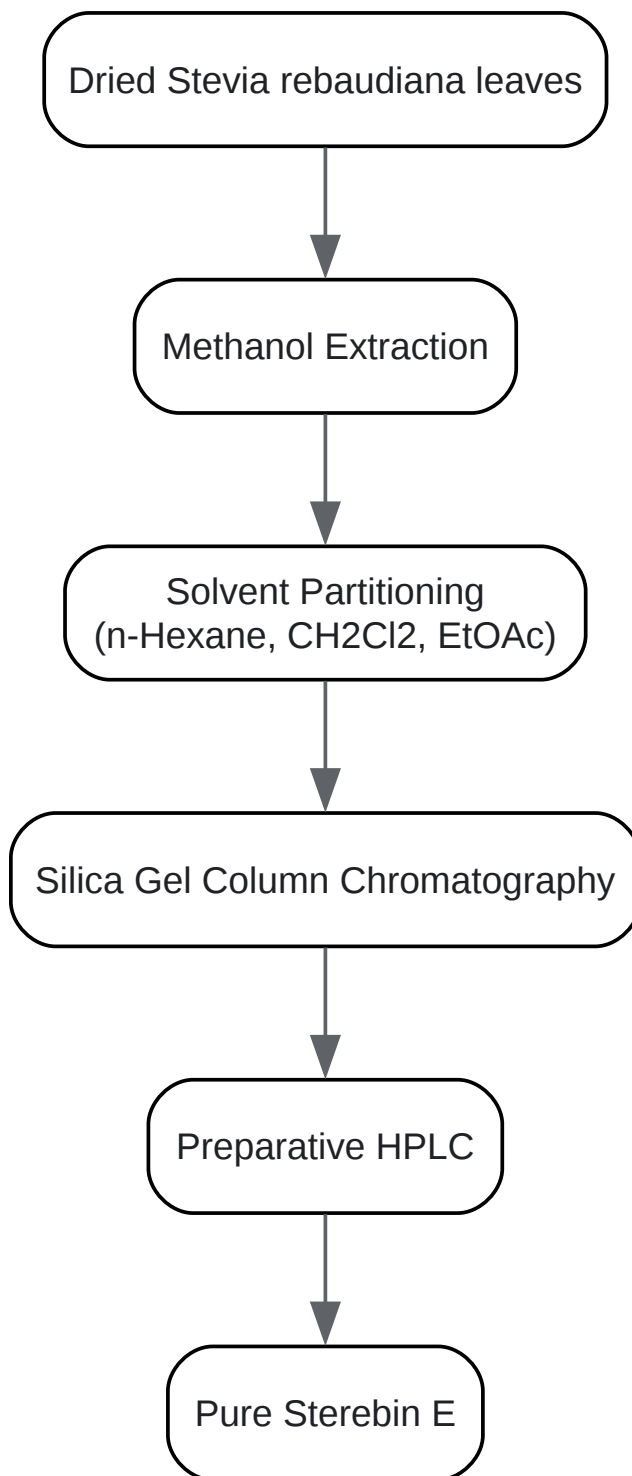 Dried Stevia rebaudiana leaves
Methanol Extraction
Solvent Partitioning
(n-Hexane, CH2Cl2, EtOAc)
Silica Gel Column Chromatography
Preparative HPLC
Pure Sterebin E